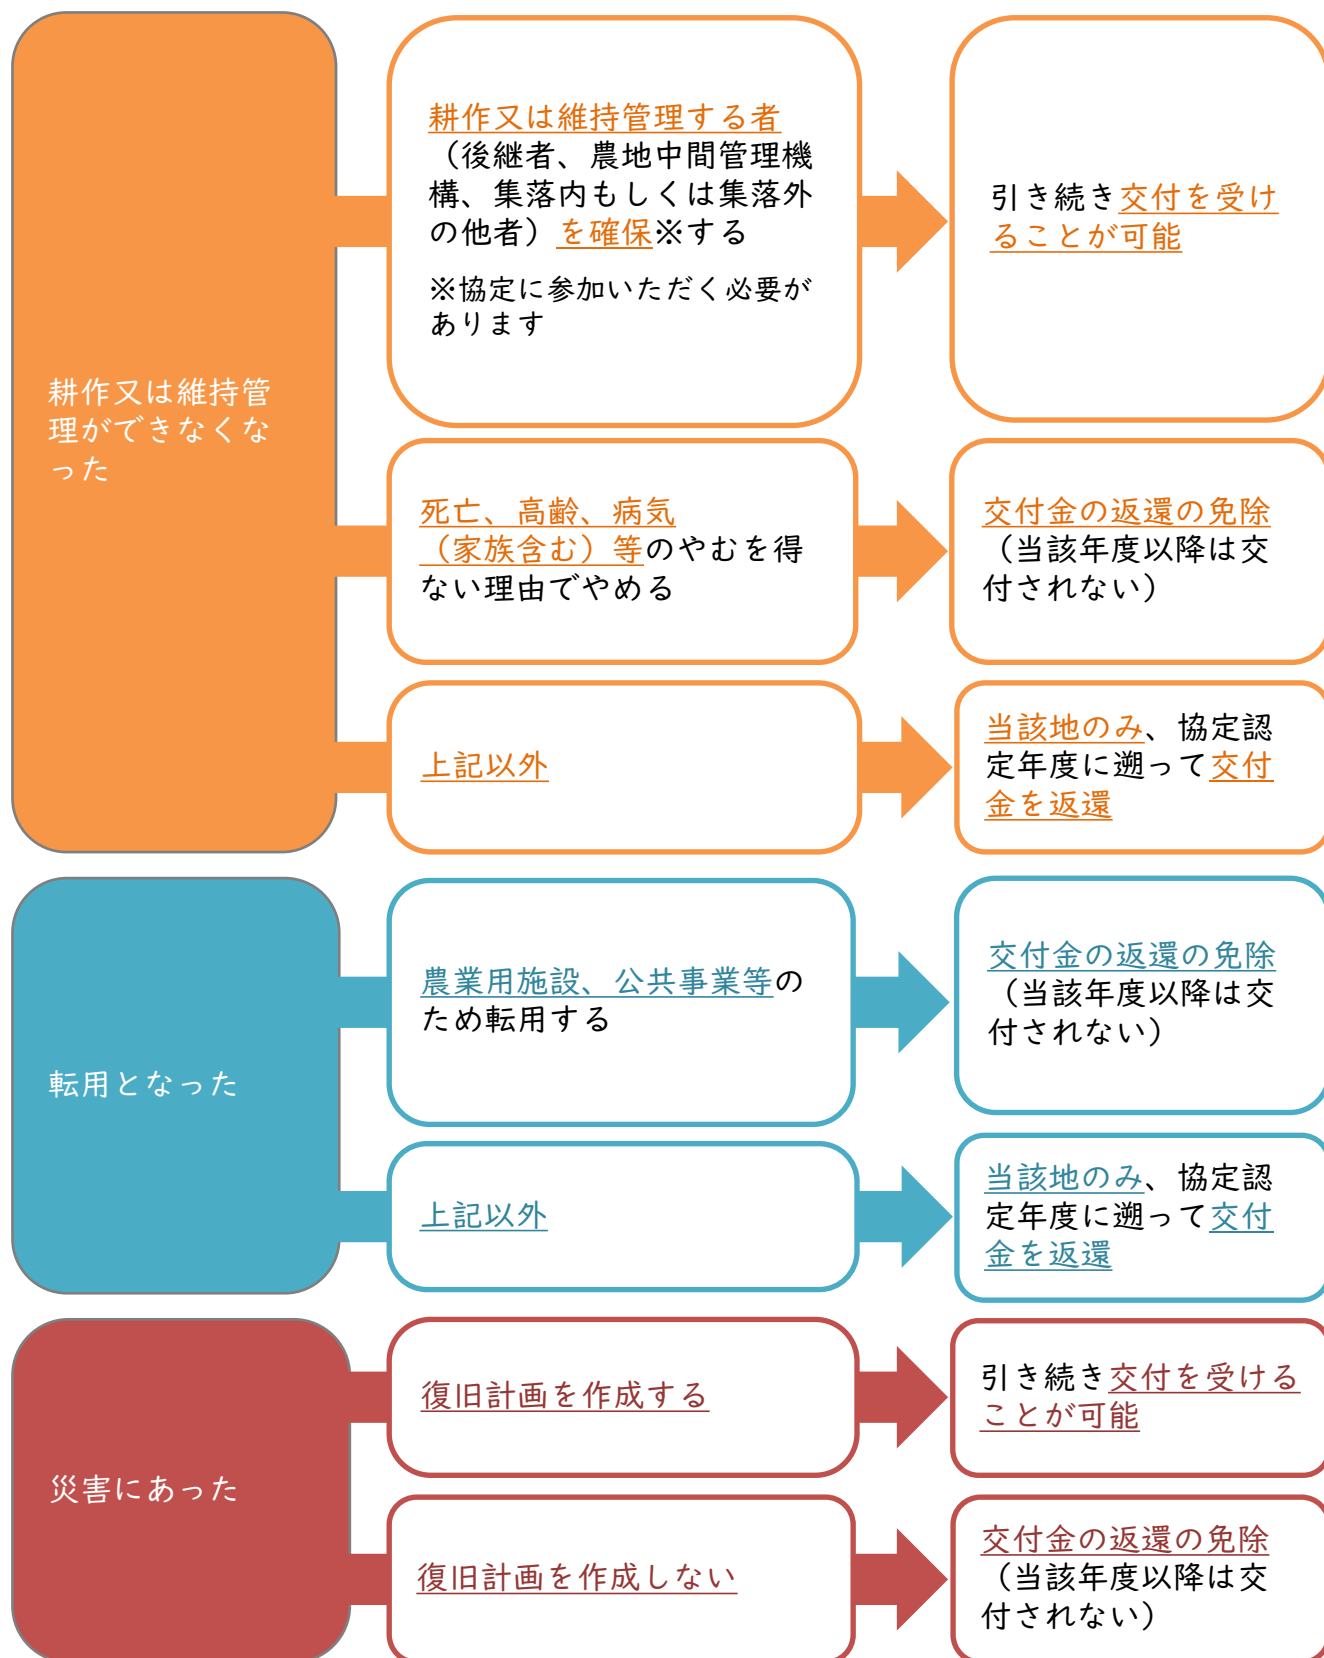 耕作又は維持管
理ができなくな
った
耕作又は維持管理する者
（後継者、農地中間管理機
構、集落内もしくは集落外
の他者）を確保※する
※協定に参加いただく必要が
あります
引き続き交付を受け
ることが可能
死亡、高齢、病気
（家族含む）等のやむを得
ない理由でやめる
交付金の返還の免除
（当該年度以降は交
付されない）
上記以外
当該地のみ、協定認
定年度に遡って交付
金を返還
転用となった
農業用施設、公共事業等の
ため転用する
交付金の返還の免除
（当該年度以降は交
付されない）
上記以外
当該地のみ、協定認
定年度に遡って交付
金を返還
災害にあった
復旧計画を作成する
引き続き交付を受ける
ことが可能
復旧計画を作成しない
交付金の返還の免除
（当該年度以降は交
付されない）